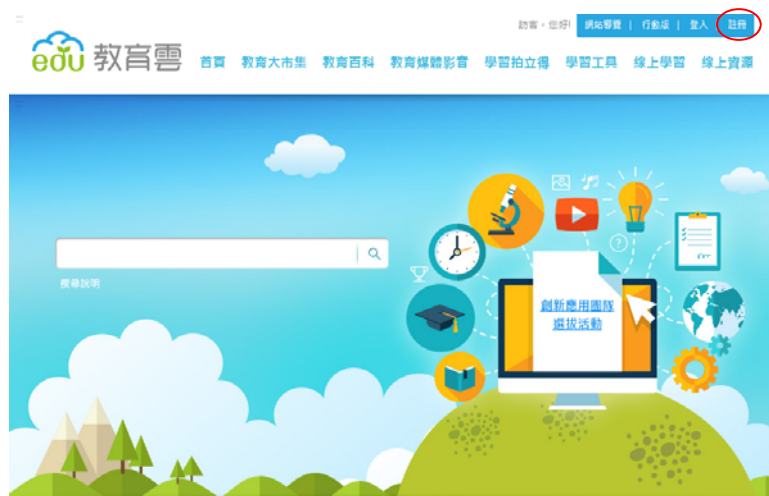 訪客，您好! 網站導覽 | 行動版 | 登入 | 註冊
edu 教育雲 首頁 教育大市集 教育百科 教育媒體影音 學習拍立得 學習工具 線上學習 線上資源
搜尋說明
創新應用團隊
選拔活動